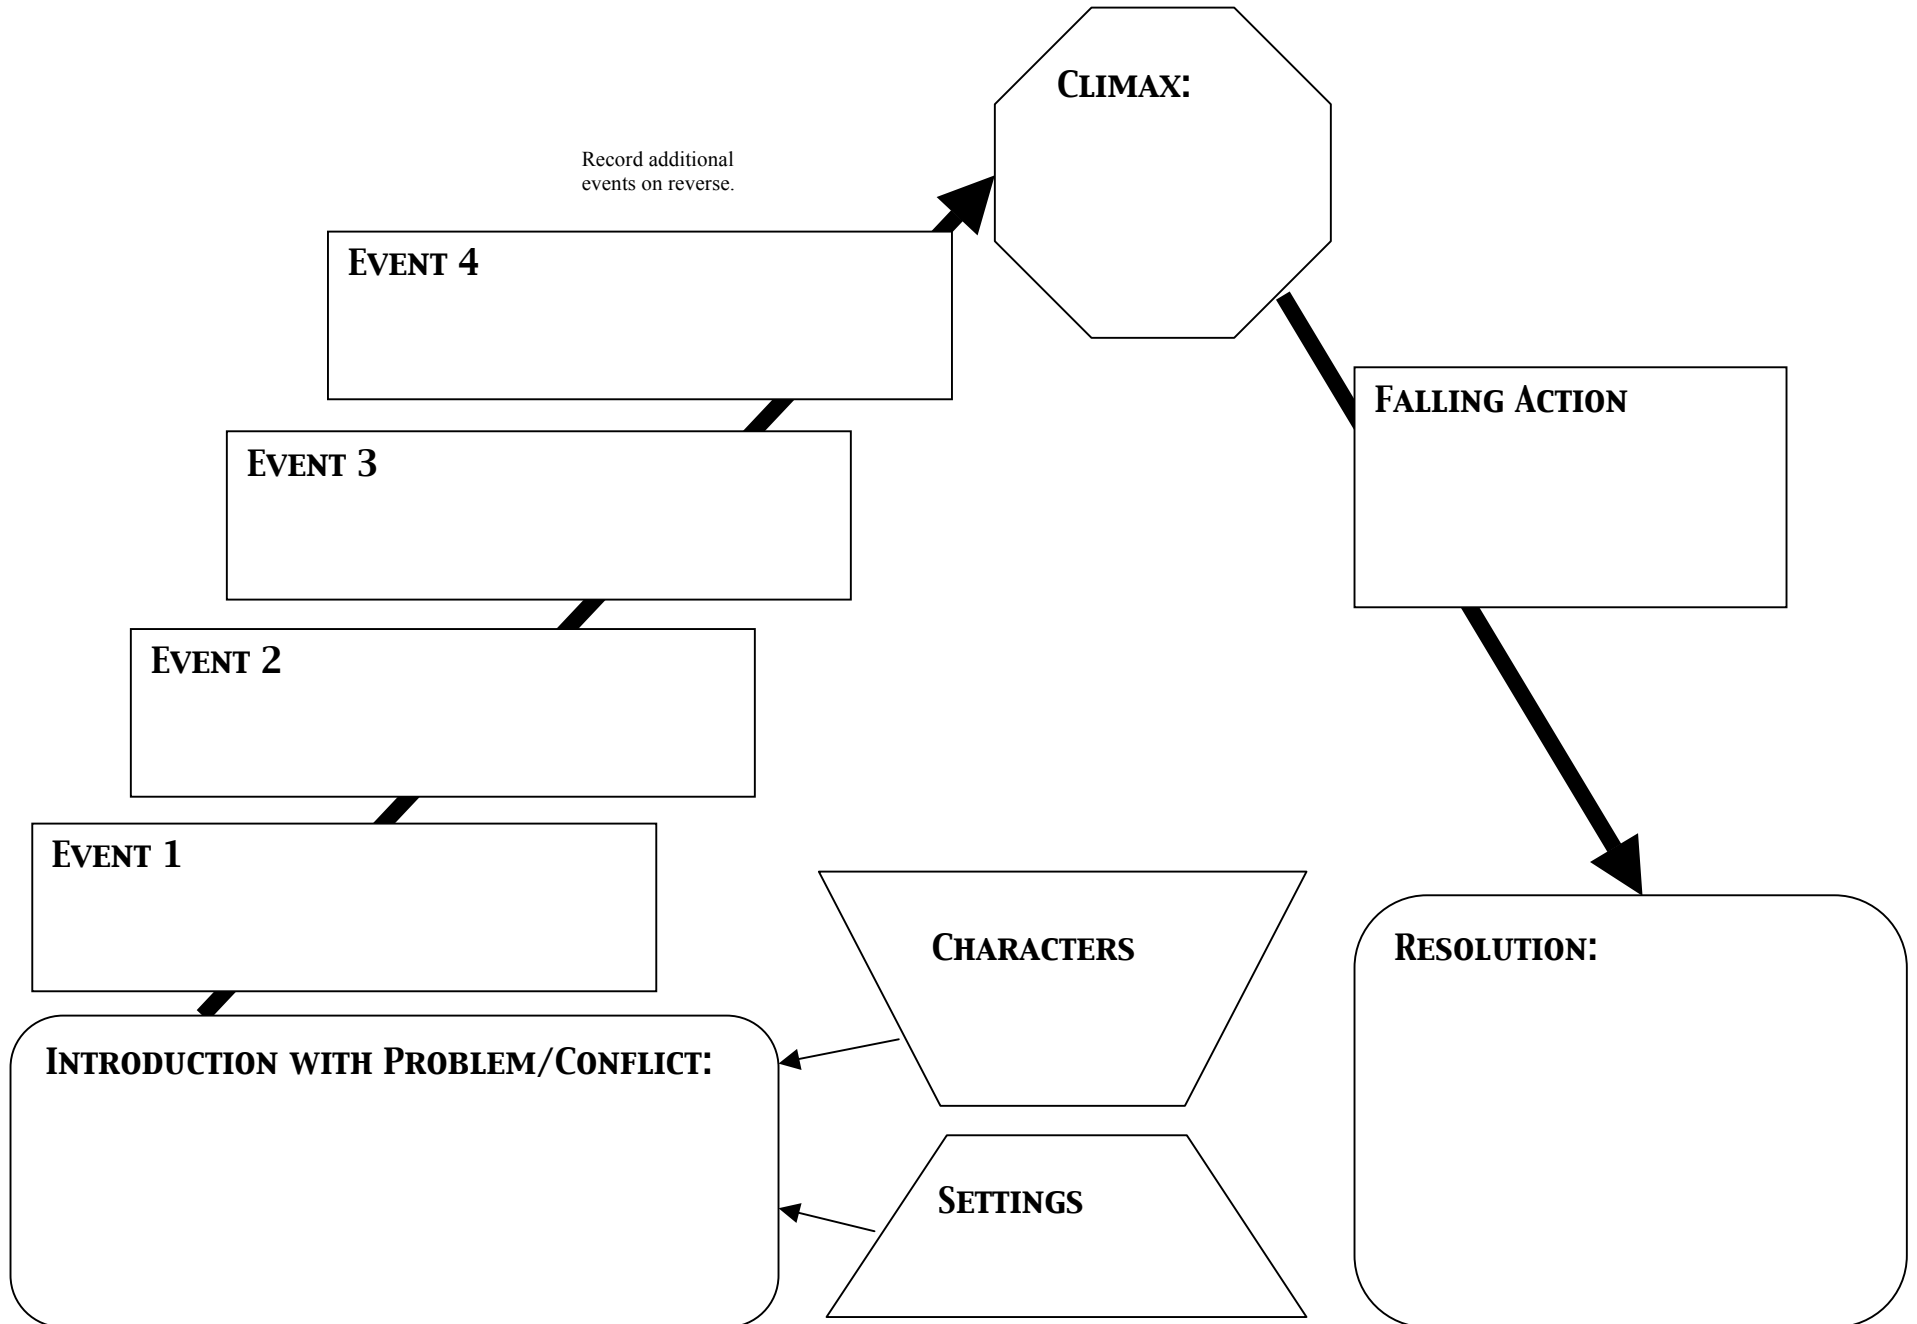 CLIMAX:
Record additional
events on reverse.
EVENT 4
FALLING ACTION
EVENT 3
EVENT 2
EVENT 1
CHARACTERS
RESOLUTION:
INTRODUCTION WITH PROBLEM/CONFLICT:
SETTINGS